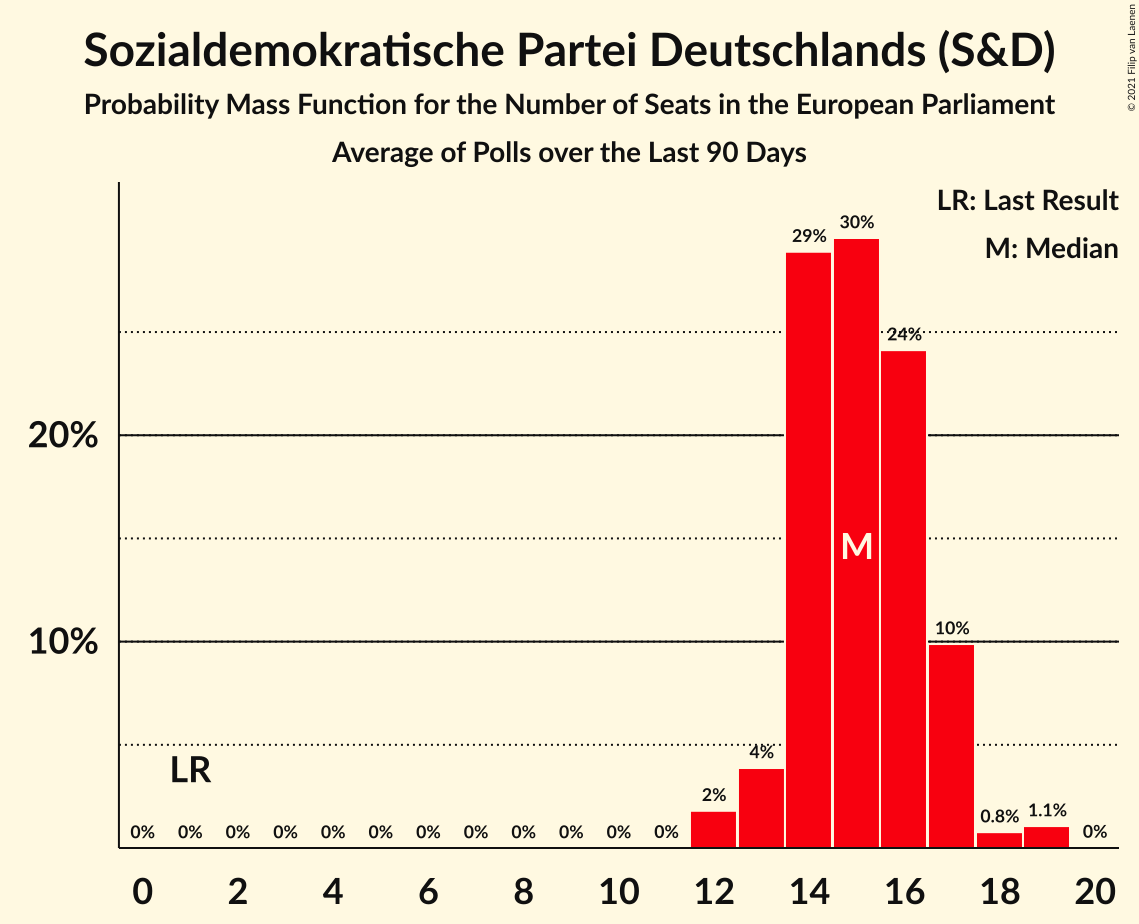 Sozialdemokratische Partei Deutschlands (S&D)
Probability Mass Function for the Number of Seats in the European Parliament
Average of Polls over the Last 90 Days
© 2021 Filip van Laenen
LR: Last Result
M: Median
30%
29%
24%
20%
M
10%
10%
4%
LR
2%
0.8%
1.1%
0% 0% 0% 0% 0% 0% 0% 0% 0% 0% 0% 0% 0%
0 2 4 6 8 10 12 14 16 18 20